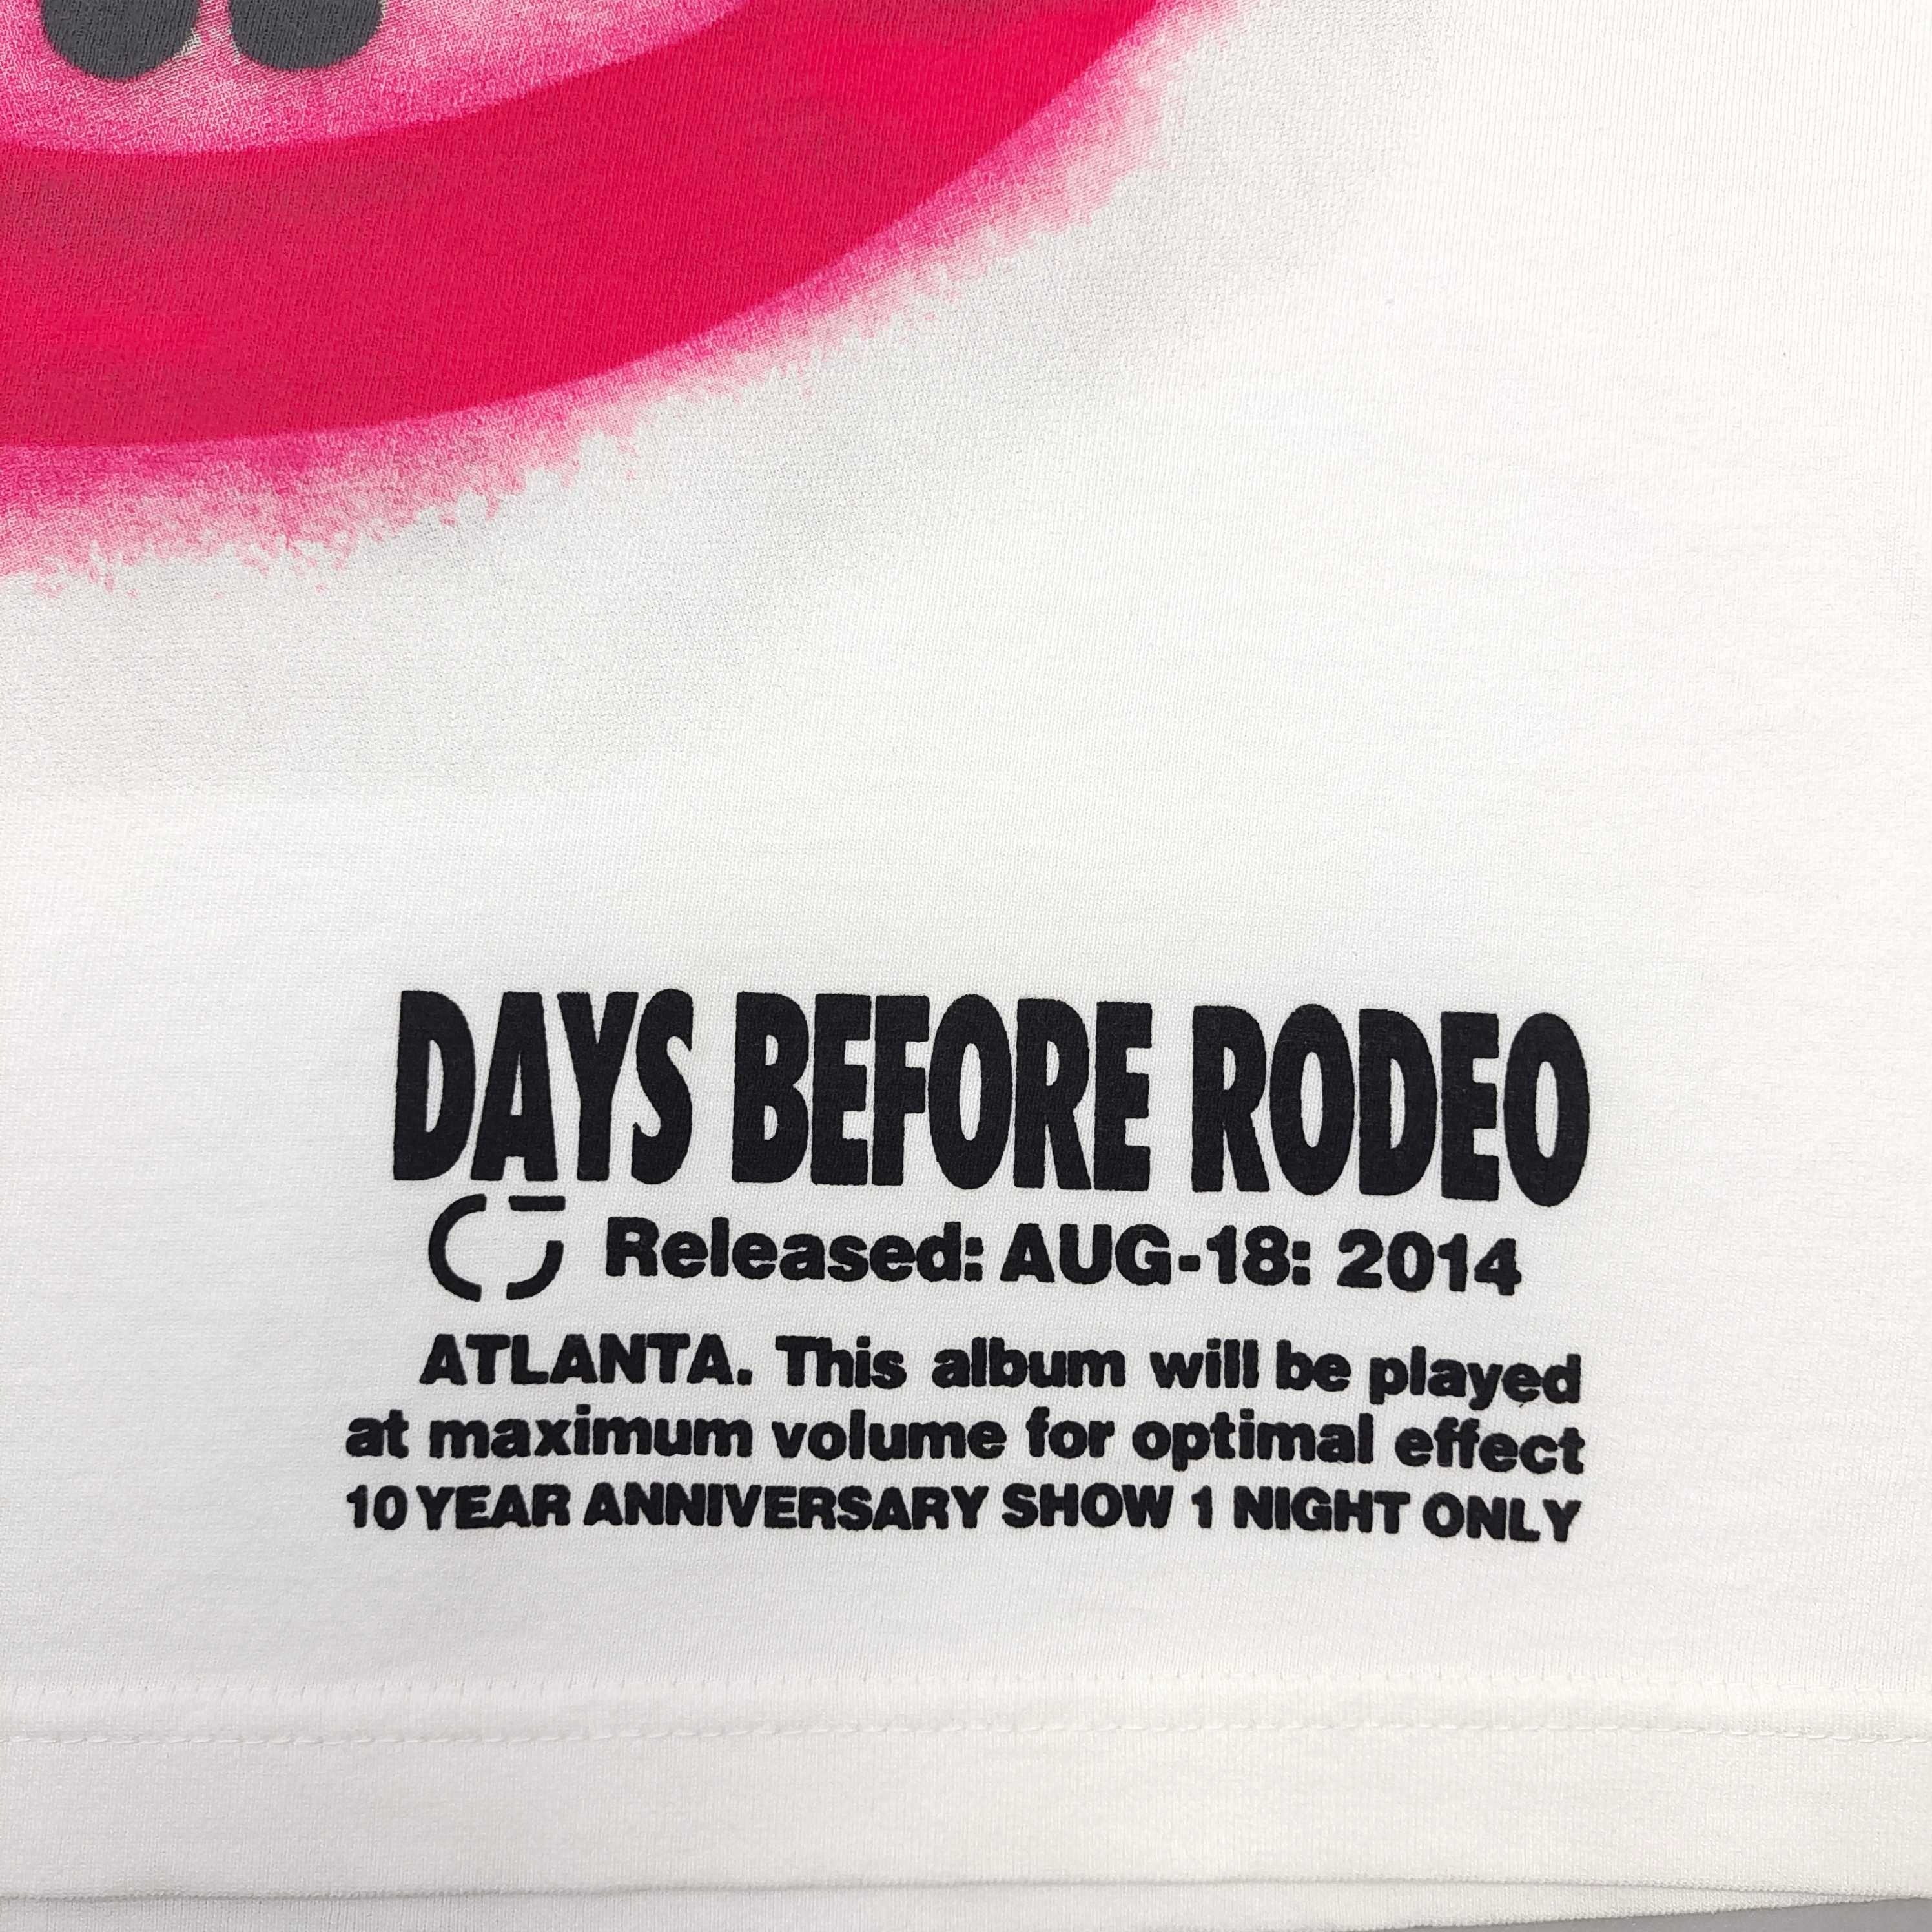 DAYS BEFORE RODEO
Released: AUG-18: 2014
ATLANTA. This album will be played
at maximum volume for optimal effect
10 YEAR ANNIVERSARY SHOW 1 NIGHT ONLY